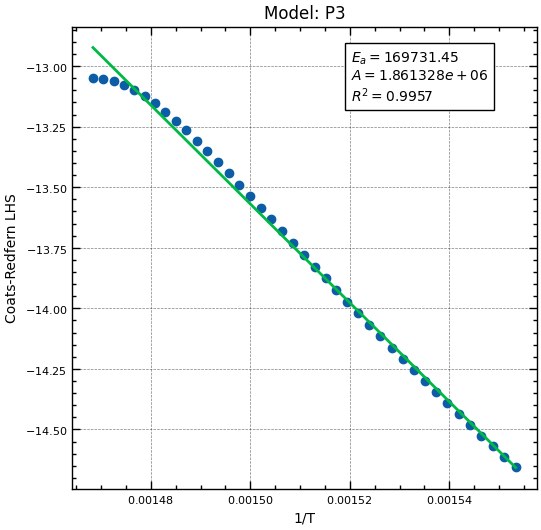 Model: P3
−13.00
−13.25
−13.50
−13.75
−14.00
−14.25
−14.50
Coats-Redfern LHS
E_a = 169731.45
A = 1.861328e + 06
R² = 0.9957
0.00148 0.00150 0.00152 0.00154
1/T